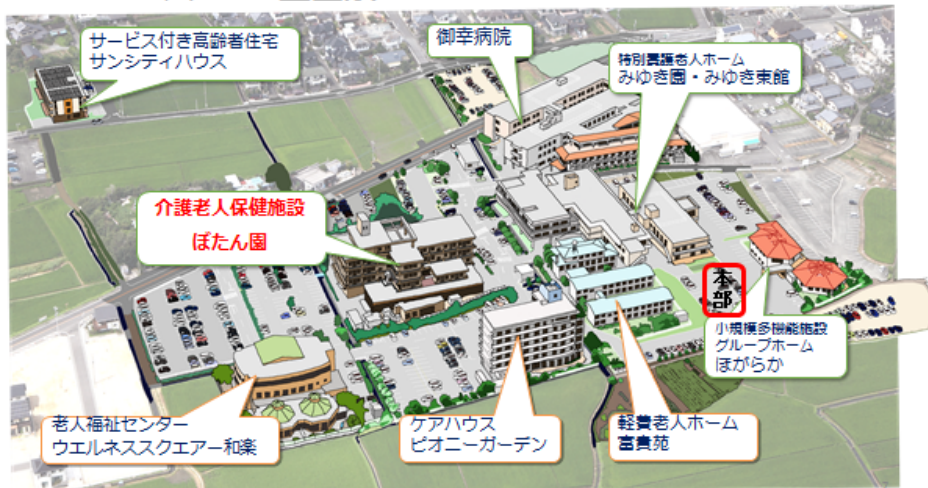 サービス付き高齢者住宅
サンシティハウス
御幸病院
特別養護老人ホーム
みゆき園・みゆき東館
介護老人保健施設
ぼたん園
本部
小規模多機能施設
グループホーム
ほがらか
老人福祉センター
ウエルネススクエアー和楽
ケアハウス
ピオニーガーデン
軽費老人ホーム
富貴苑